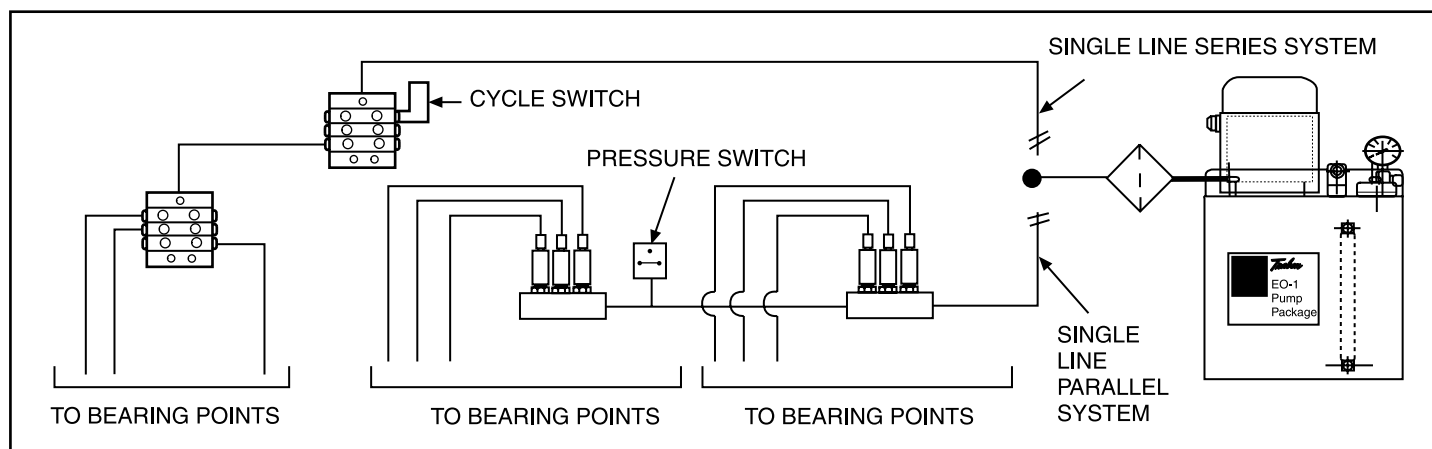 SINGLE LINE SERIES SYSTEM
CYCLE SWITCH
PRESSURE SWITCH
EO-1
Pump
Package
SINGLE
LINE
PARALLEL
SYSTEM
TO BEARING POINTS
TO BEARING POINTS
TO BEARING POINTS